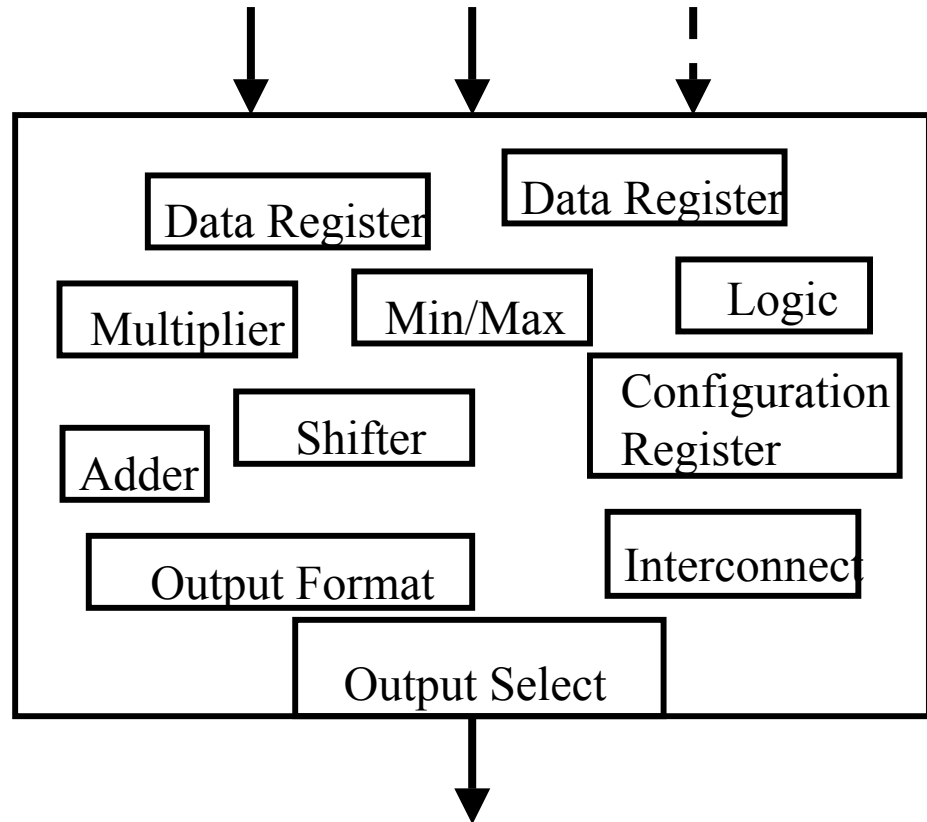 Data Register
Data Register
Multiplier
Min/Max
Logic
Configuration
Register
Shifter
Adder
Output Format
Interconnect
Output Select